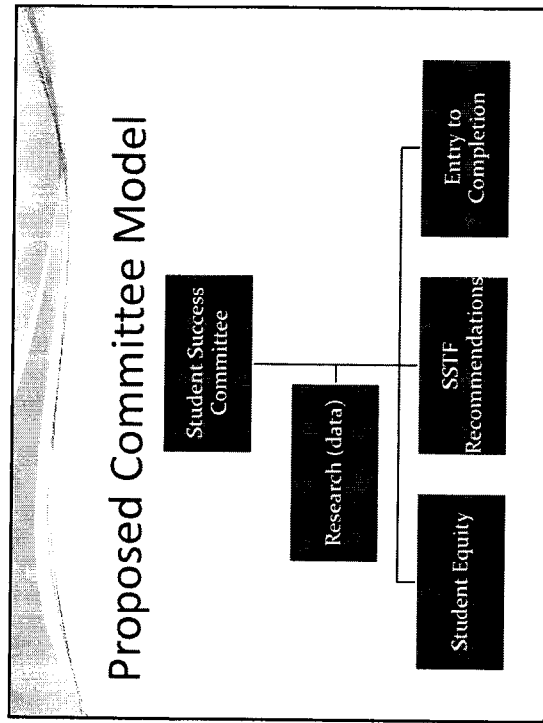 Proposed Committee Model
Student Success
Committee
Research (data)
Student Equity
SSTF
Recommendations
Entry to
Completion